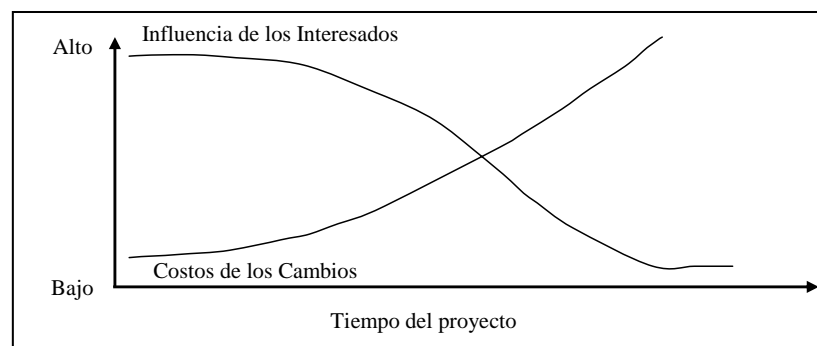 Influencia de los Interesados
Alto
Costos de los Cambios
Bajo
Tiempo del proyecto